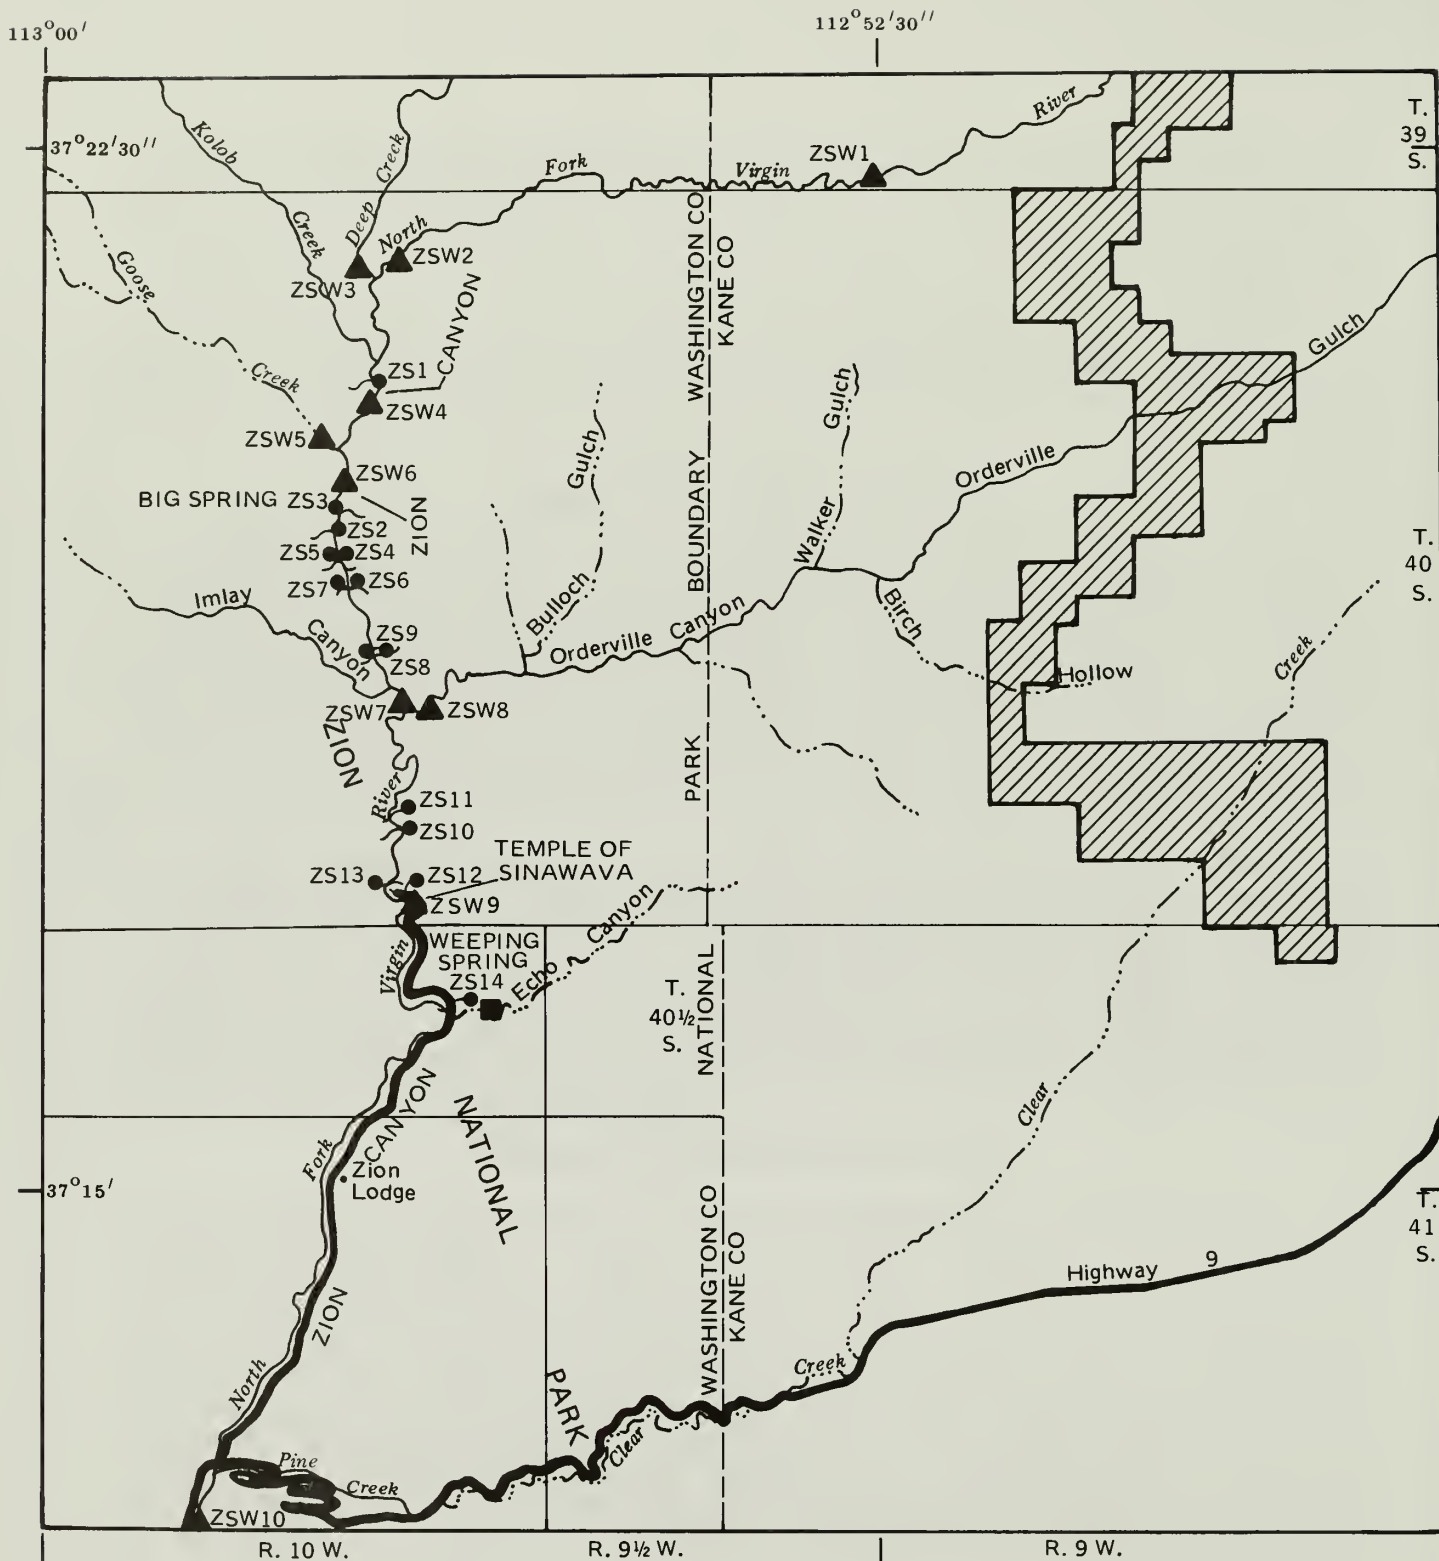 113°00'
112°52'30"
Kolob
Creek
Deep Creek
37°22'30"
Fork
Virgin
River
ZSW1
T.
39
S.
North
ZSW2
ZSW3
Goose
Creek
CANYON
WASHINGTON CO
KANE CO
ZS1
ZSW4
ZSW5
ZSW6
BIG SPRING
ZS3
ZS2
ZS5
ZS4
ZS7
ZS6
ZION
Gulch
Gulch
Gulch
Walker
Orderville
BOUNDARY
T.
40
S.
Imlay
Canyon
ZS9
ZS8
Bulloch
Orderville Canyon
Birch
Hollow
Creek
ZSW7
ZSW8
ZION
River
PARK
ZS11
ZS10
TEMPLE OF
SINAWAVA
ZS13
ZS12
ZSW9
Virgin
WEEPING
SPRING
ZS14
Echo
Canyon
T.
40½
S.
NATIONAL
Clear
CANYON
NATIONAL
Fork
Zion
Lodge
37°15'
T.
41
S.
WASHINGTON CO
KANE CO
Highway
9
ZION
North
PARK
Creek
Clear
Pine
Creek
ZSW10
R. 10 W.
R. 9½ W.
R. 9 W.